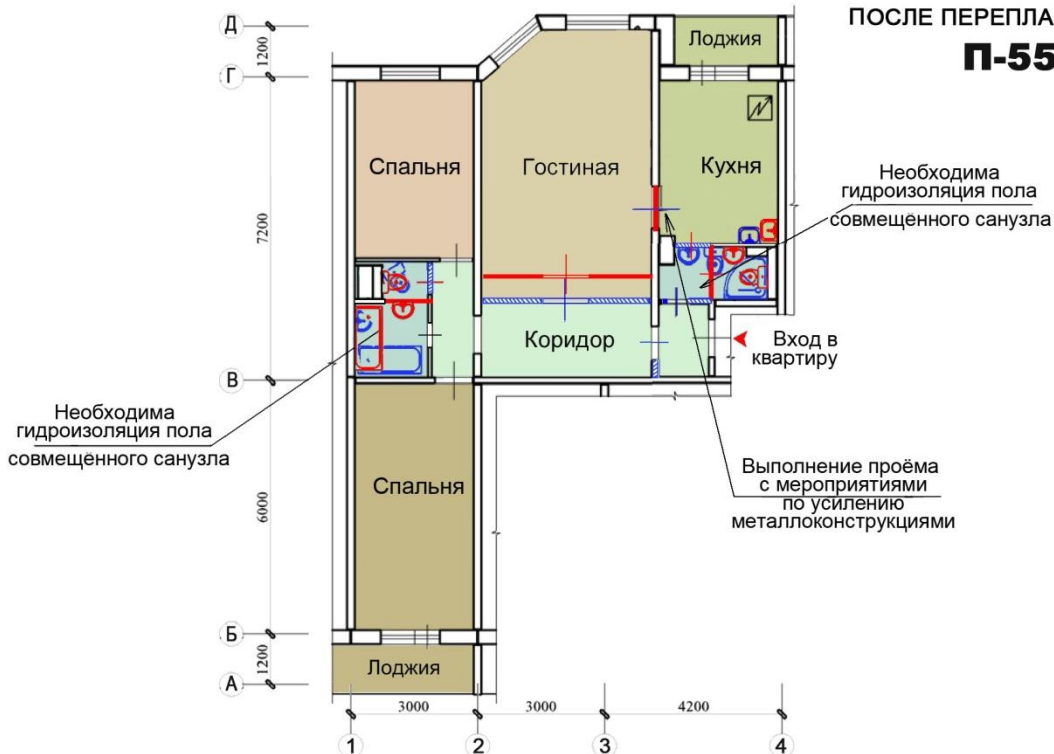 ПОСЛЕ ПЕРЕПЛА
П-55
Д
1200
Г
7200
В
6000
Б
1200
А
Лоджия
Спальня
Гостиная
Кухня
Необходима
гидроизоляция пола
совмещённого санузла
Коридор
Вход в
квартиру
Необходима
гидроизоляция пола
совмещённого санузла
Спальня
Выполнение проёма
с мероприятиями
по усилению
металлоконструкциями
Лоджия
3000
3000
4200
1
2
3
4